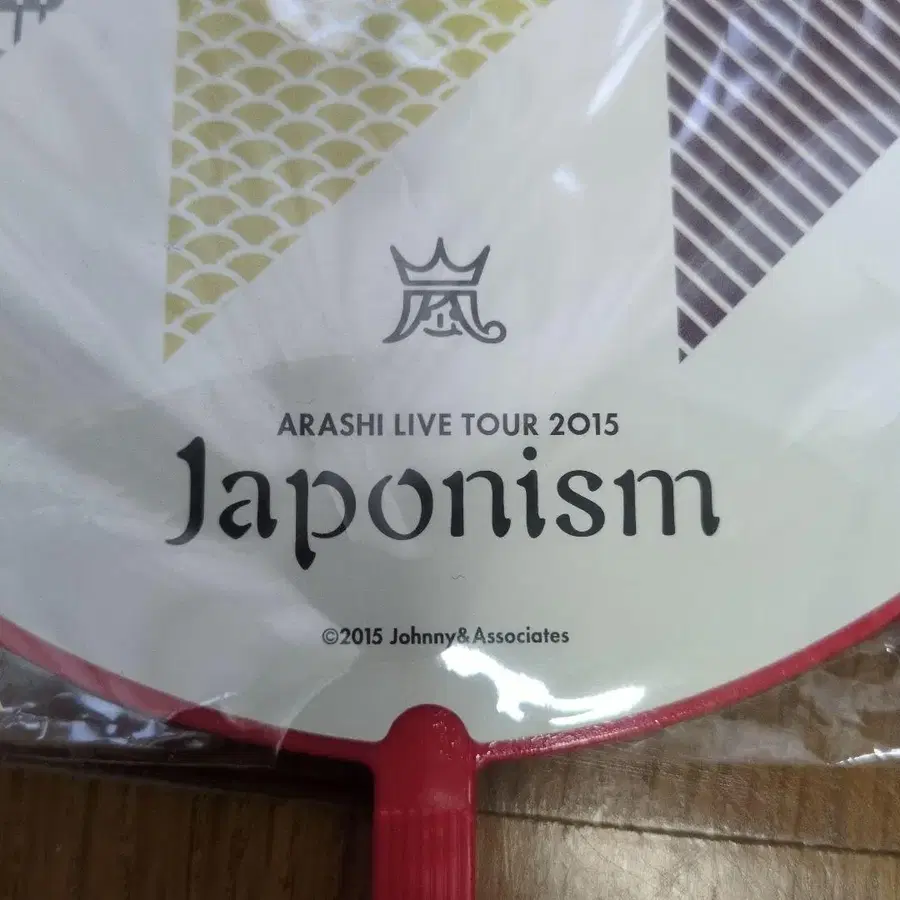 嵐
ARASHI LIVE TOUR 2015
Japonism
©2015 Johnny&Associates